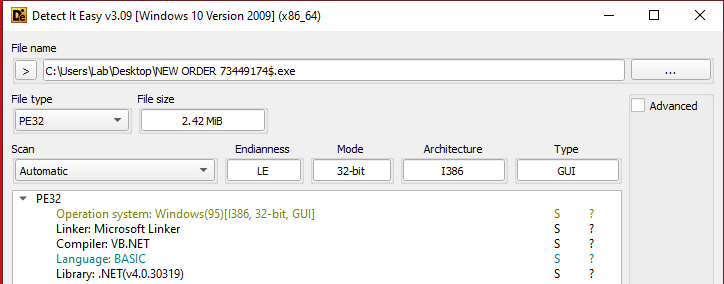 Detect It Easy v3.09 [Windows 10 Version 2009] (x86_64)
File name
> C:\Users\Lab\Desktop\NEW ORDER 73449174$.exe ...
File type File size
PE32 2.42 MiB Advanced
Scan Endianness Mode Architecture Type
Automatic LE 32-bit I386 GUI
PE32
Operation system: Windows(95)[I386, 32-bit, GUI] S ?
Linker: Microsoft Linker S ?
Compiler: VB.NET S ?
Language: BASIC S ?
Library: .NET(v4.0.30319) S ?